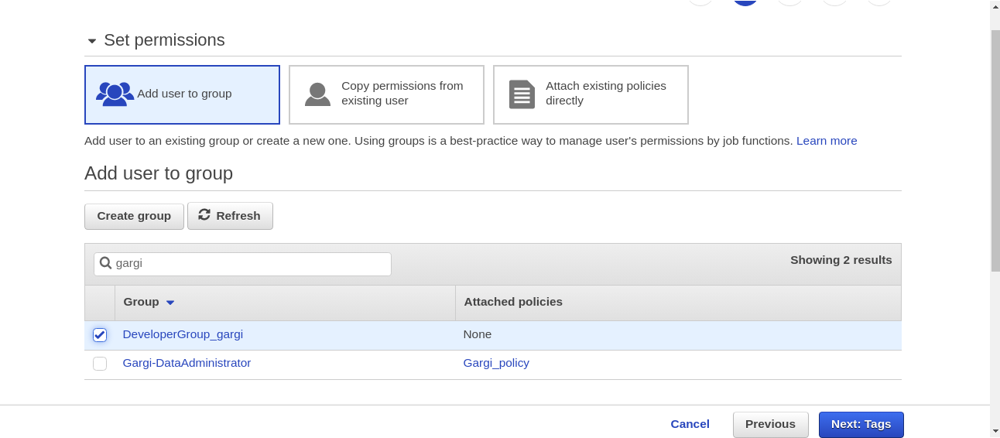 Set permissions
Add user to group
Copy permissions from
existing user
Attach existing policies
directly
Add user to an existing group or create a new one. Using groups is a best-practice way to manage user's permissions by job functions. Learn more
Add user to group
Create group
Refresh
gargi
Showing 2 results
Group
Attached policies
DeveloperGroup_gargi
None
Gargi-DataAdministrator
Gargi_policy
Cancel
Previous
Next: Tags